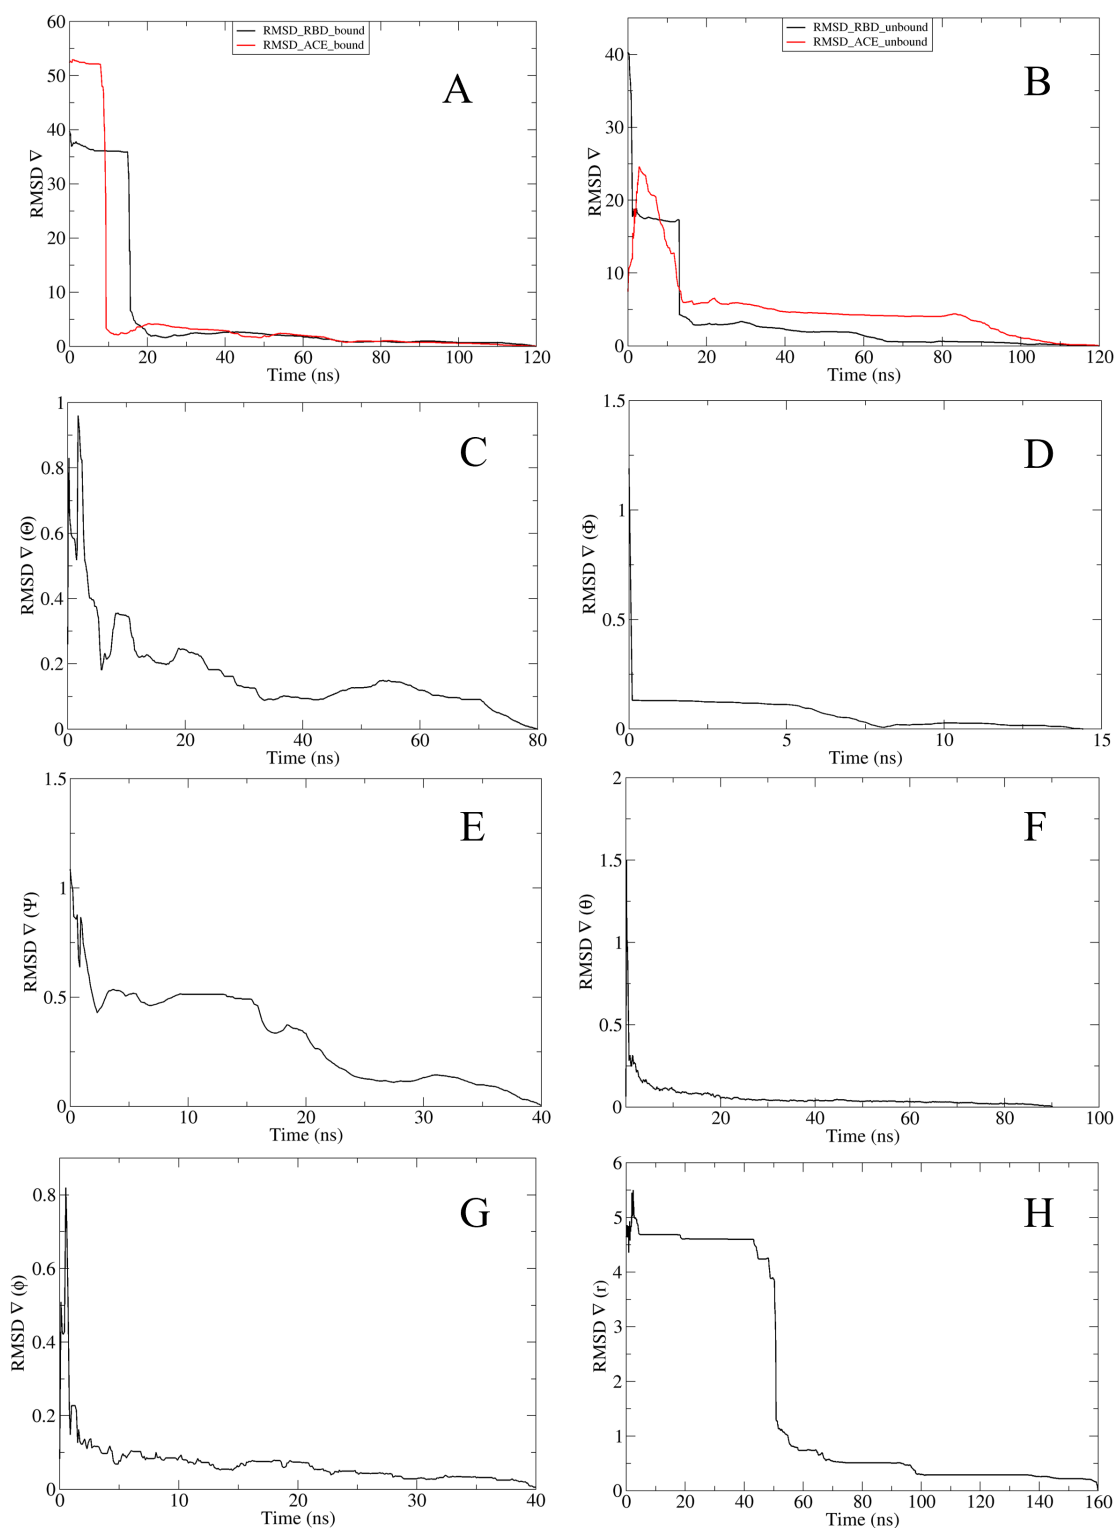 RMSD_RBD_bound
RMSD_ACE_bound
A
60
50
40
30
20
10
0
RMSD ∇
0 20 40 60 80 100 120
Time (ns)
RMSD_RBD_unbound
RMSD_ACE_unbound
B
40
30
20
10
0
RMSD ∇
0 20 40 60 80 100 120
Time (ns)
C
1
0.8
0.6
0.4
0.2
0
RMSD ∇ (Θ)
0 20 40 60 80
Time (ns)
D
1.5
1
0.5
0
RMSD ∇ (Φ)
0 5 10 15
Time (ns)
E
1.5
1
0.5
0
RMSD ∇ (Ψ)
0 10 20 30 40
Time (ns)
F
2
1.5
1
0.5
0
RMSD ∇ (θ)
0 20 40 60 80 100
Time (ns)
G
0.8
0.6
0.4
0.2
0
RMSD ∇ (ϕ)
0 10 20 30 40
Time (ns)
H
6
5
4
3
2
1
0
RMSD ∇ (r)
0 20 40 60 80 100 120 140 160
Time (ns)